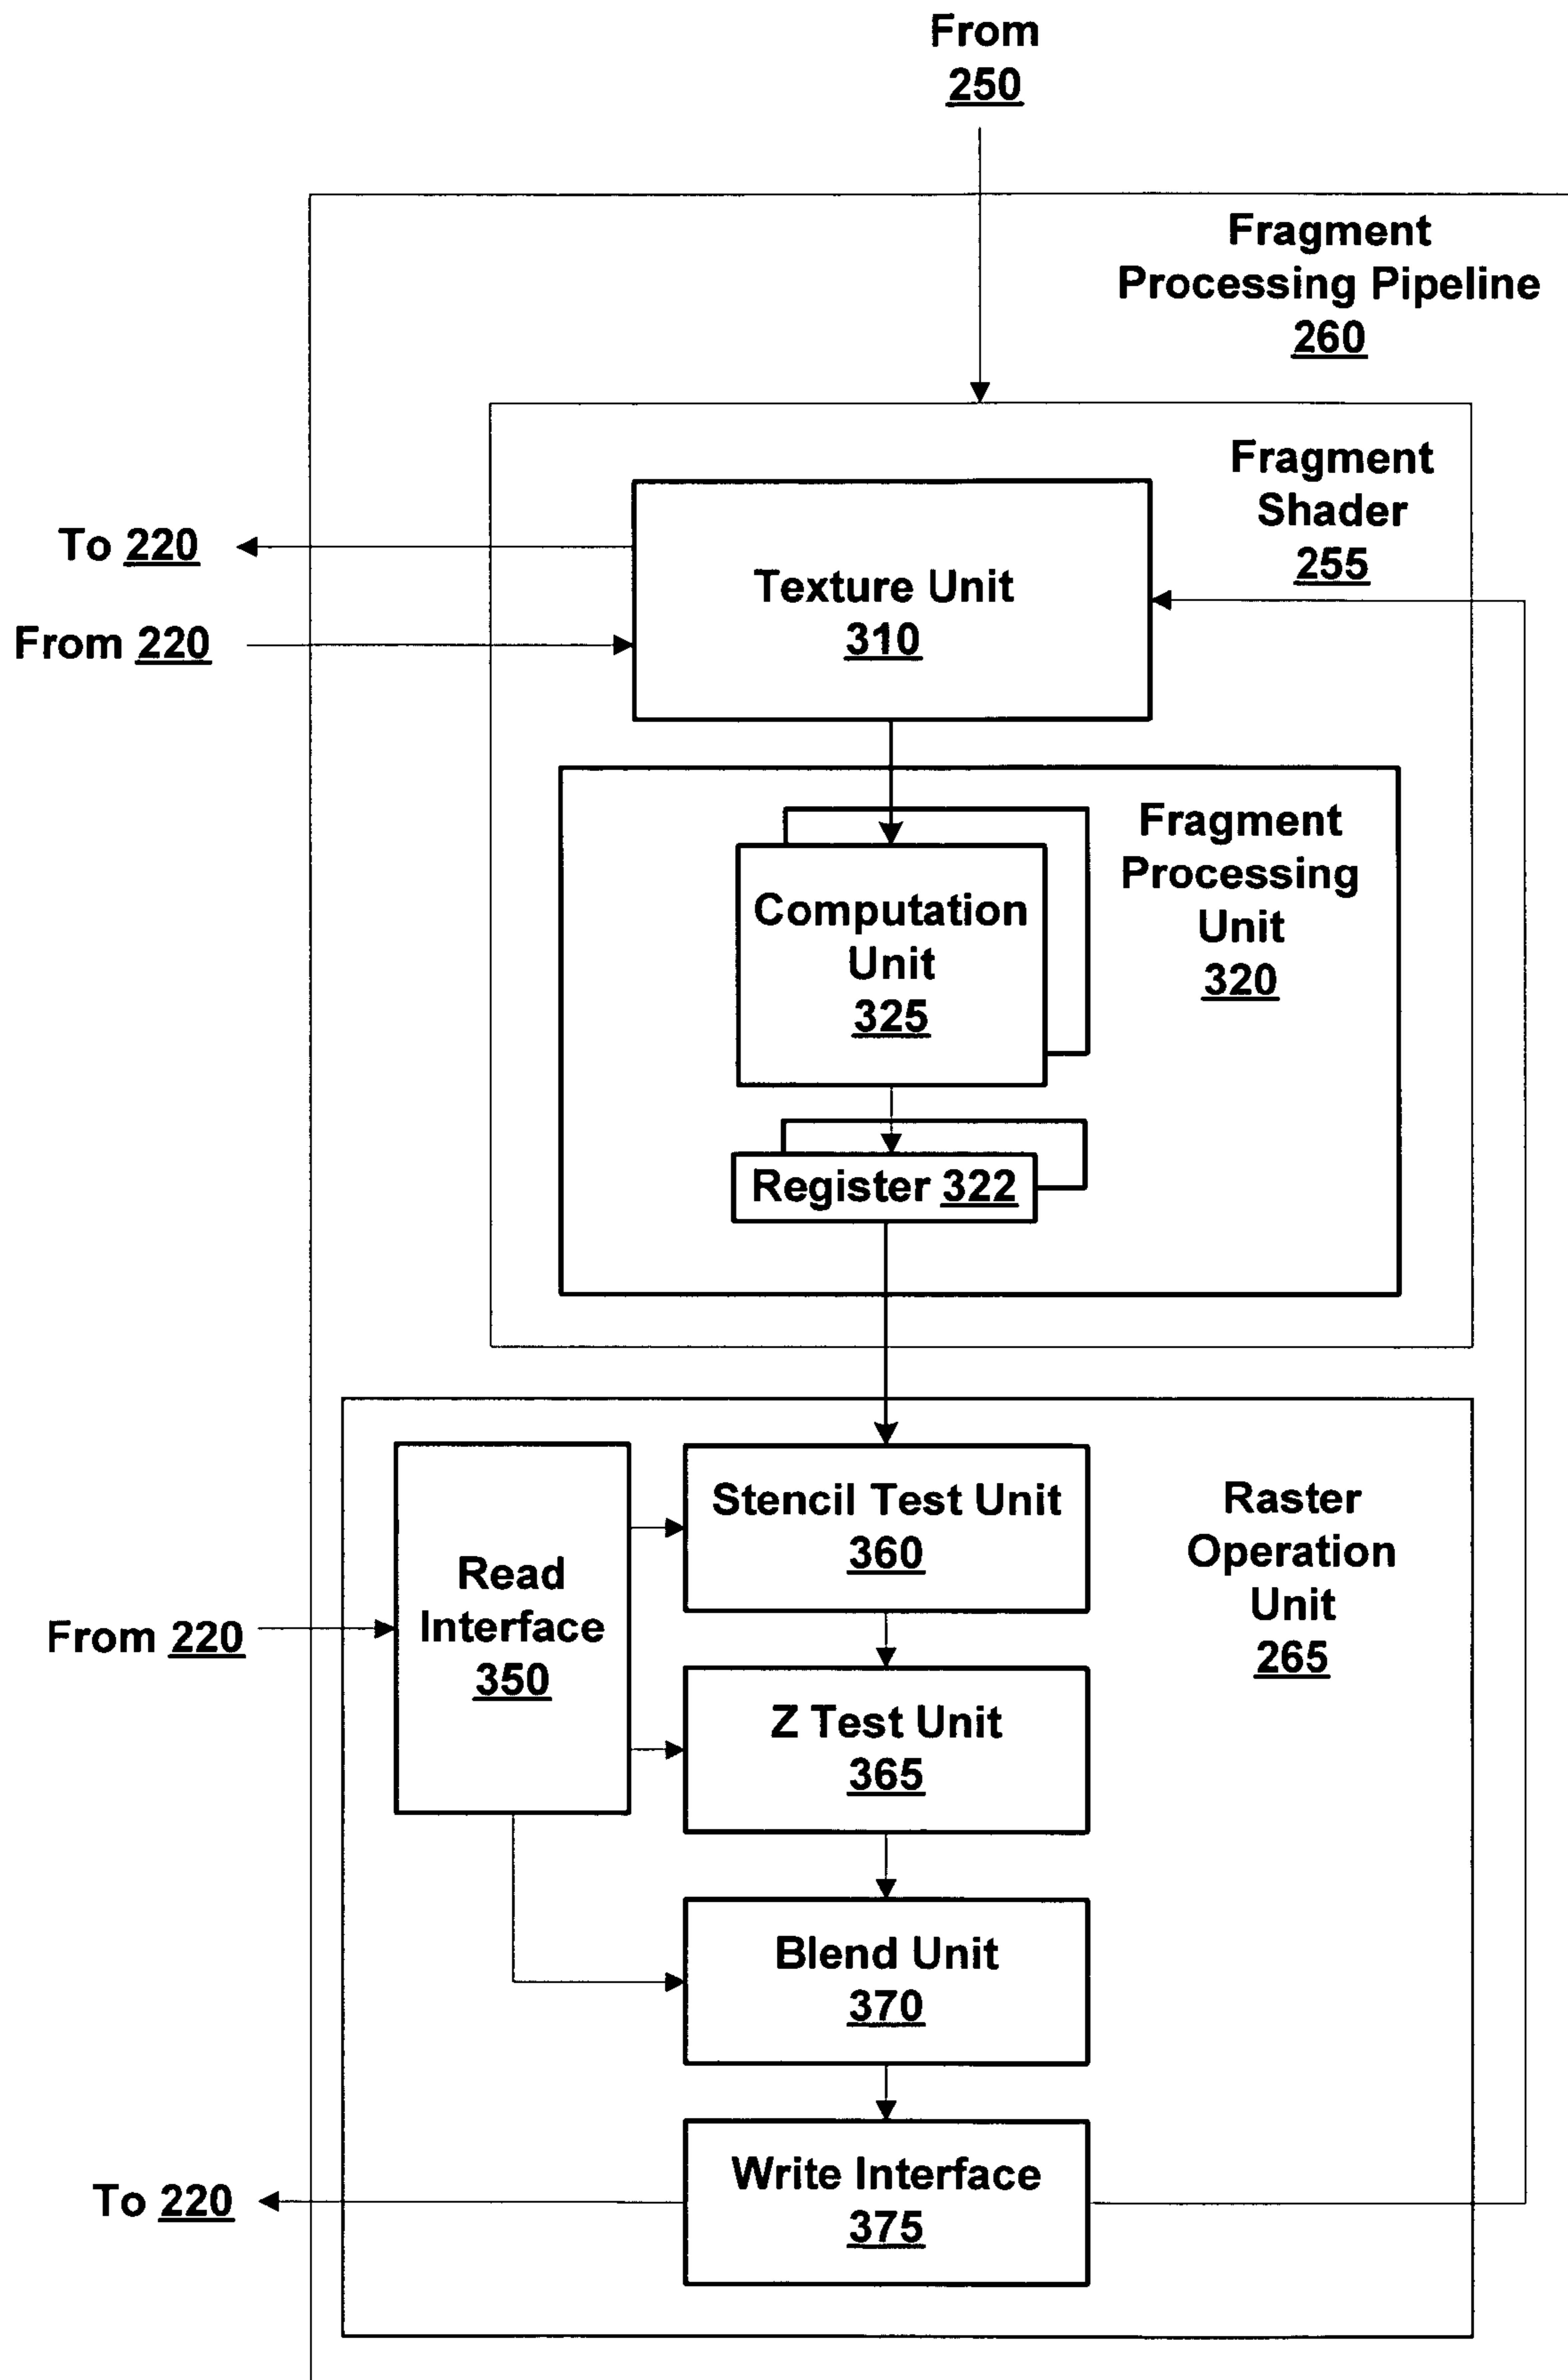 From
250
Fragment
Processing Pipeline
260
Fragment
Shader
255
To 220
Texture Unit
310
From 220
Fragment
Processing
Unit
320
Computation
Unit
325
Register 322
Stencil Test Unit
360
Raster
Operation
Unit
265
Read
Interface
350
From 220
Z Test Unit
365
Blend Unit
370
Write Interface
375
To 220